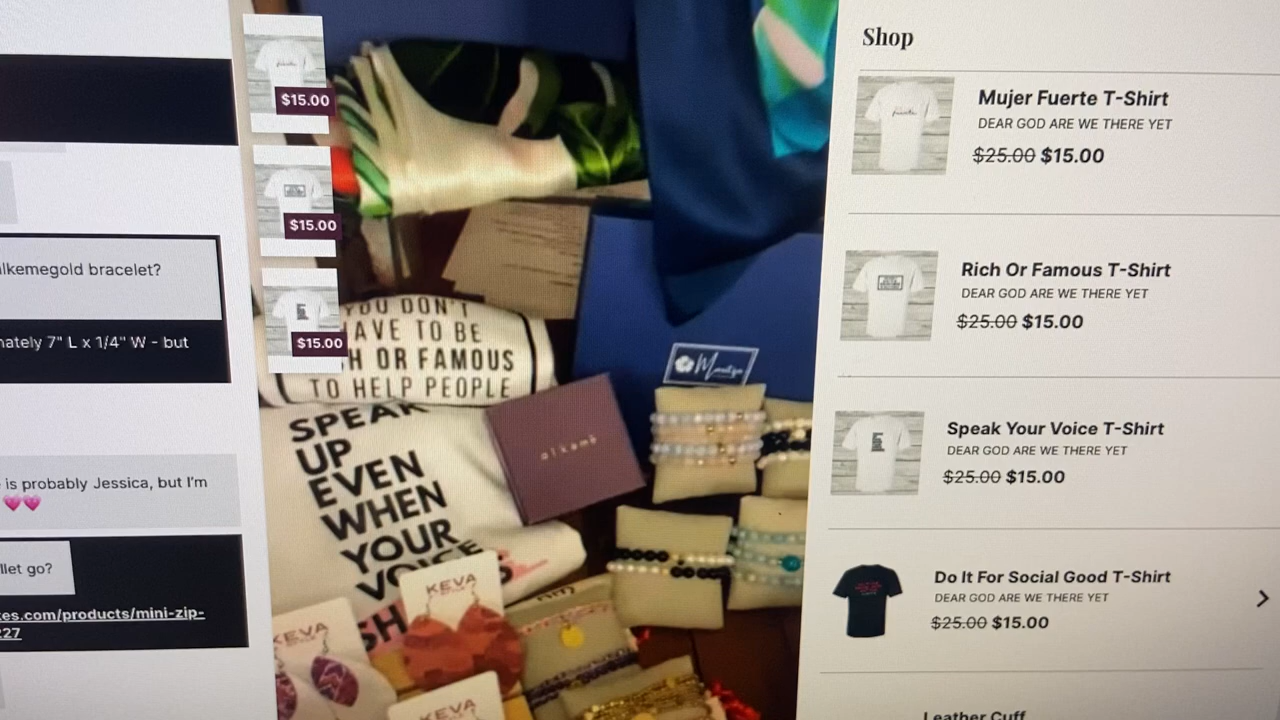 lkemegold bracelet?
nately 7" L x 1/4" W - but
is probably Jessica, but I'm
💗💗
llet go?
kes.com/products/mini-zip-
227
$15.00
$15.00
$15.00
YOU DON'T
AVE TO BE
H OR FAMOUS
TO HELP PEOPLE
SPEAK
UP
EVEN
WHEN
YOUR
VOICE
SH
alkemè
KEVA
KEVA
KEVA
Shop
Mujer Fuerte T-Shirt
DEAR GOD ARE WE THERE YET
$25.00 $15.00
Rich Or Famous T-Shirt
DEAR GOD ARE WE THERE YET
$25.00 $15.00
Speak Your Voice T-Shirt
DEAR GOD ARE WE THERE YET
$25.00 $15.00
Do It For Social Good T-Shirt
DEAR GOD ARE WE THERE YET
$25.00 $15.00
Leather Cuff